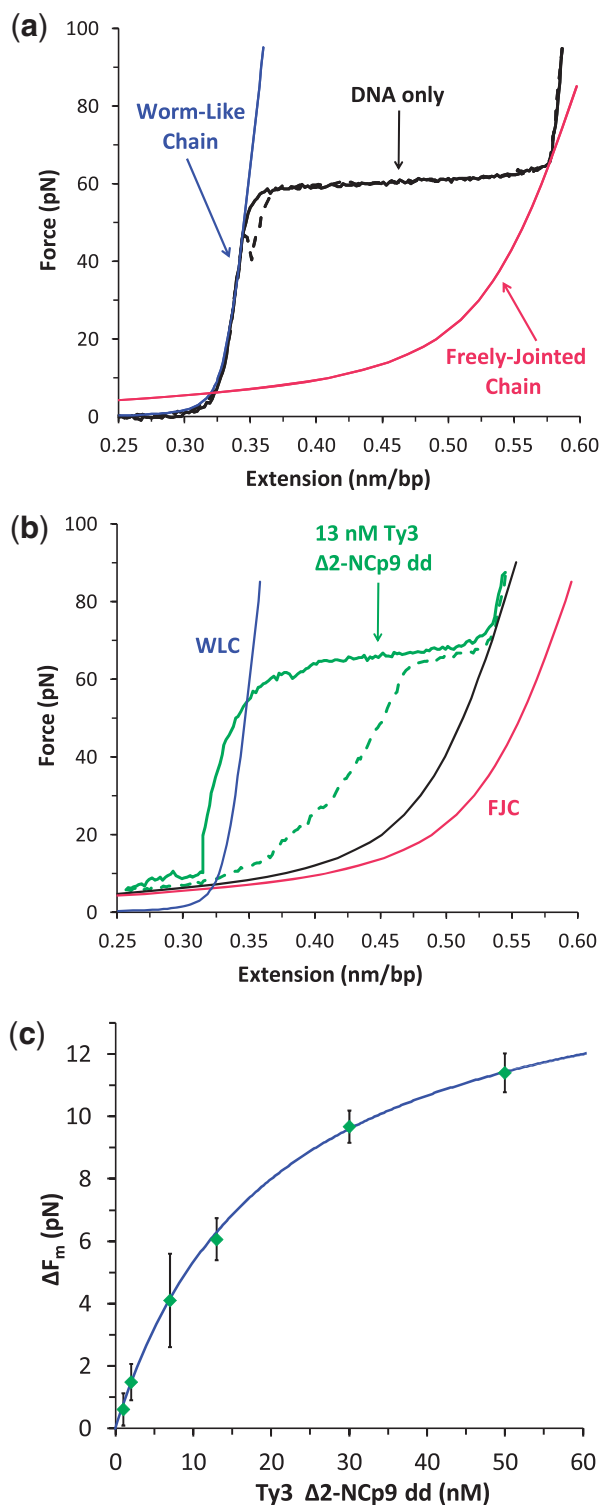 (a)
100
80
60
40
20
0
Force (pN)
Worm-Like
Chain
DNA only
Freely-Jointed
Chain
0.25 0.30 0.35 0.40 0.45 0.50 0.55 0.60
Extension (nm/bp)
(b)
100
80
60
40
20
0
Force (pN)
13 nM Ty3
Δ2-NCp9 dd
WLC
FJC
0.25 0.30 0.35 0.40 0.45 0.50 0.55 0.60
Extension (nm/bp)
(c)
12
10
8
6
4
2
0
ΔFm (pN)
0 10 20 30 40 50 60
Ty3 Δ2-NCp9 dd (nM)